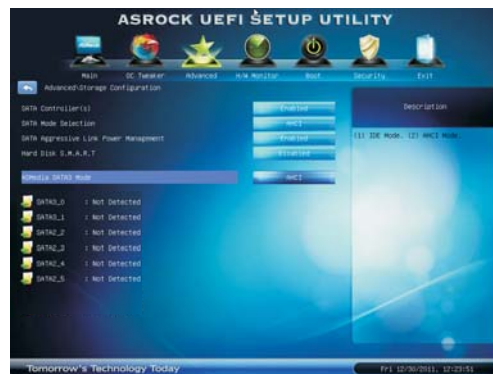 ASROCK UEFI SETUP UTILITY
Main
OC Tweaker
Advanced
H/W Monitor
Boot
Security
Exit
Advanced\Storage Configuration
Description
SATA Controller(s)
Enabled
SATA Mode Selection
AHCI
(1) IDE Mode. (2) AHCI Mode.
SATA Aggressive Link Power Management
Enabled
Hard Disk S.M.A.R.T
ASMedia SATA3 Mode
AHCI
SATA3_0 : Not Detected
SATA3_1 : Not Detected
SATA2_2 : Not Detected
SATA2_3 : Not Detected
SATA2_4 : Not Detected
SATA2_5 : Not Detected
Tomorrow's Technology Today
Fri 12/30/2011, 12:23:51